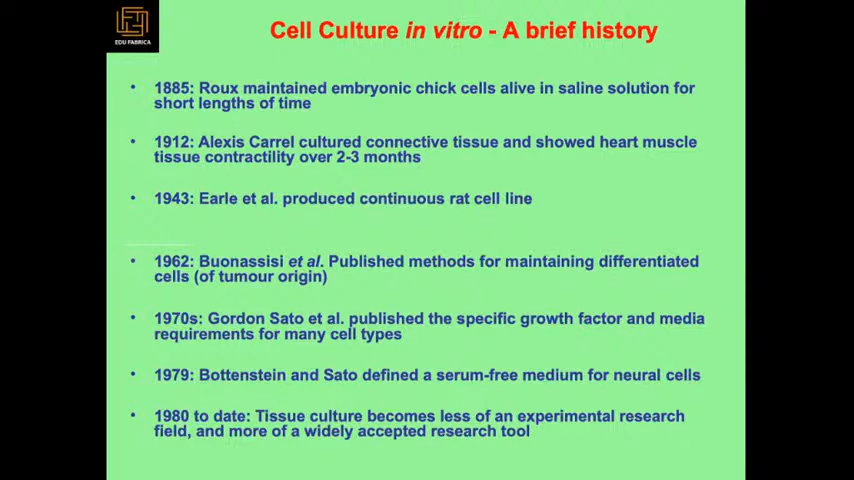 EDU FABRICA
Cell Culture in vitro - A brief history
• 1885: Roux maintained embryonic chick cells alive in saline solution for
short lengths of time
• 1912: Alexis Carrel cultured connective tissue and showed heart muscle
tissue contractility over 2-3 months
• 1943: Earle et al. produced continuous rat cell line
• 1962: Buonassisi et al. Published methods for maintaining differentiated
cells (of tumour origin)
• 1970s: Gordon Sato et al. published the specific growth factor and media
requirements for many cell types
• 1979: Bottenstein and Sato defined a serum-free medium for neural cells
• 1980 to date: Tissue culture becomes less of an experimental research
field, and more of a widely accepted research tool